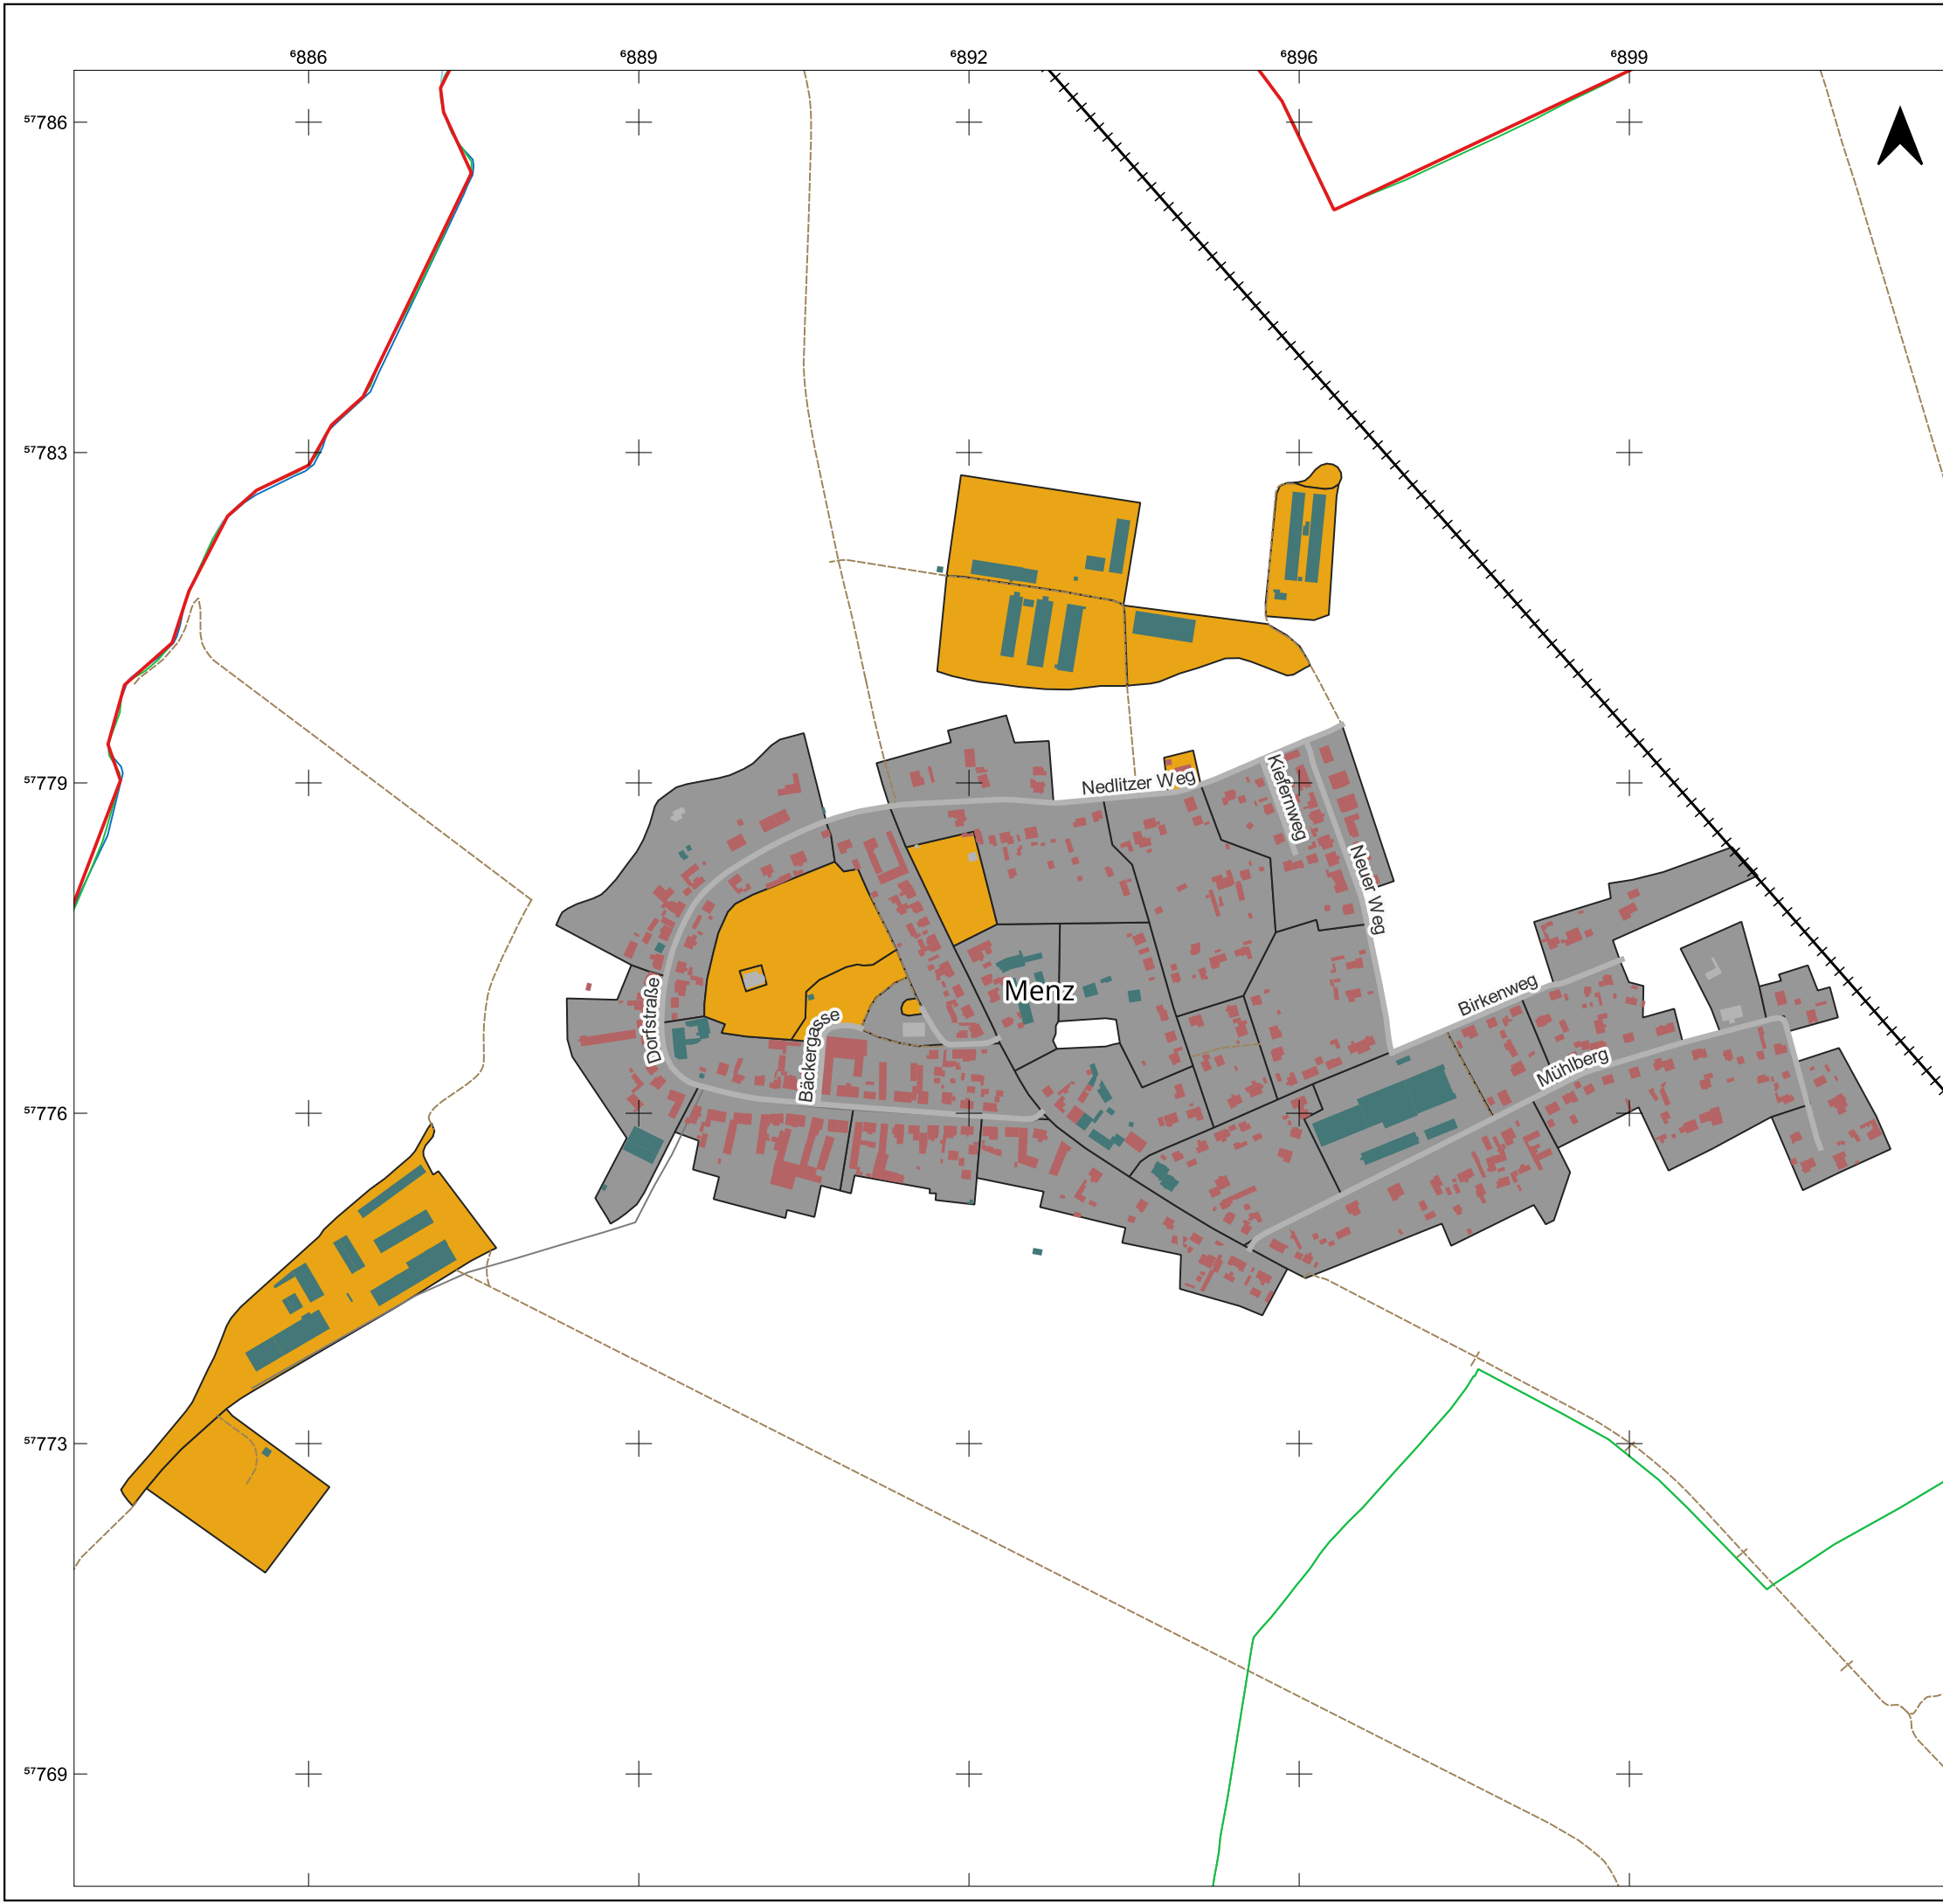 6886 6889 6892 6896 6899
57786
57783
57779
Nedlitzer Weg
Kiefernweg
Neuer Weg
Menz
Birkenweg
Dorfstraße
Bäckergasse
Mühlberg
57776
57773
57769